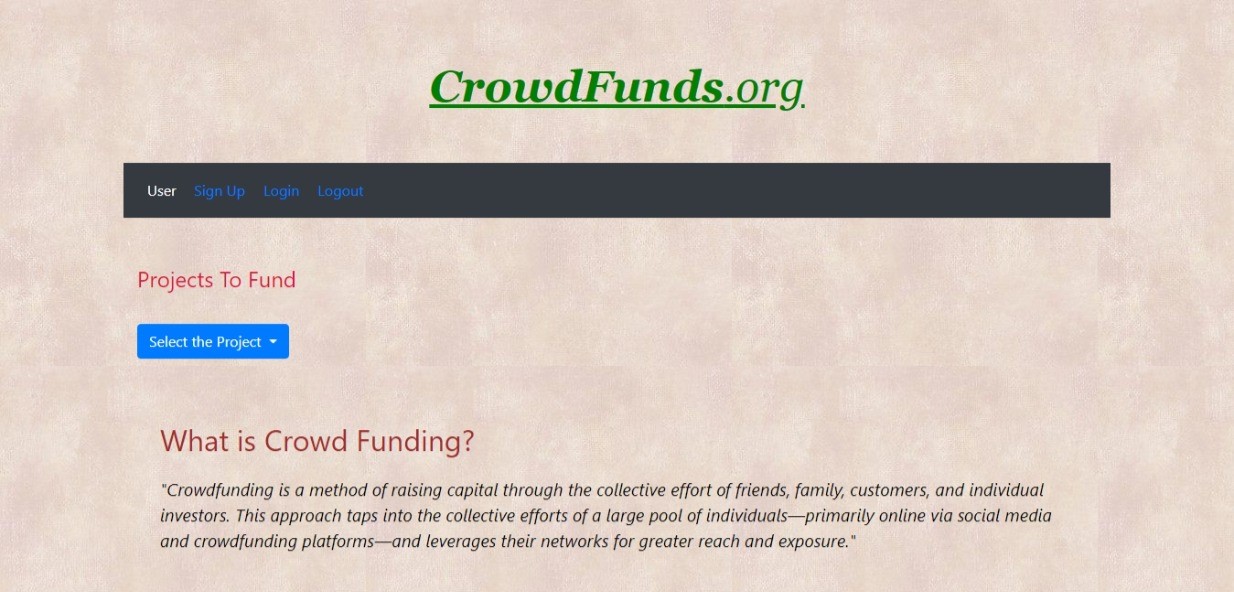 CrowdFunds.org
User Sign Up Login Logout
Projects To Fund
Select the Project
What is Crowd Funding?
"Crowdfunding is a method of raising capital through the collective effort of friends, family, customers, and individual
investors. This approach taps into the collective efforts of a large pool of individuals—primarily online via social media
and crowdfunding platforms—and leverages their networks for greater reach and exposure."